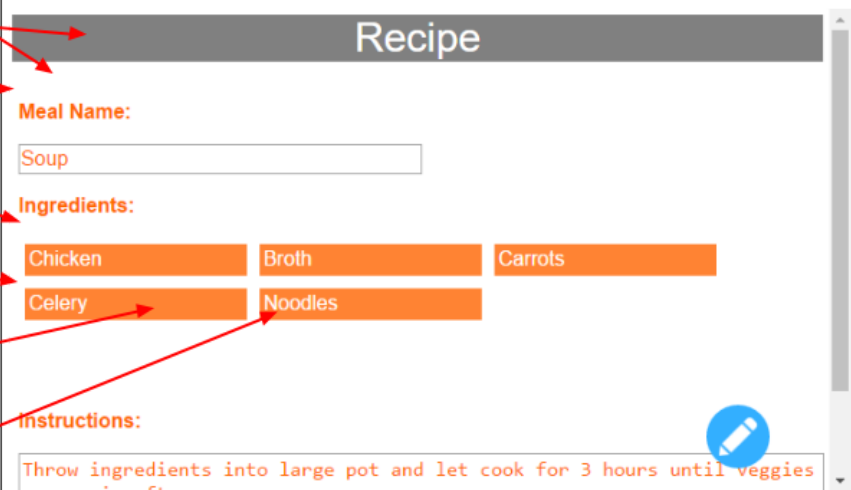 Recipe
Meal Name:
Soup
Ingredients:
Chicken Broth Carrots
Celery Noodles
Instructions:
Throw ingredients into large pot and let cook for 3 hours until veggies